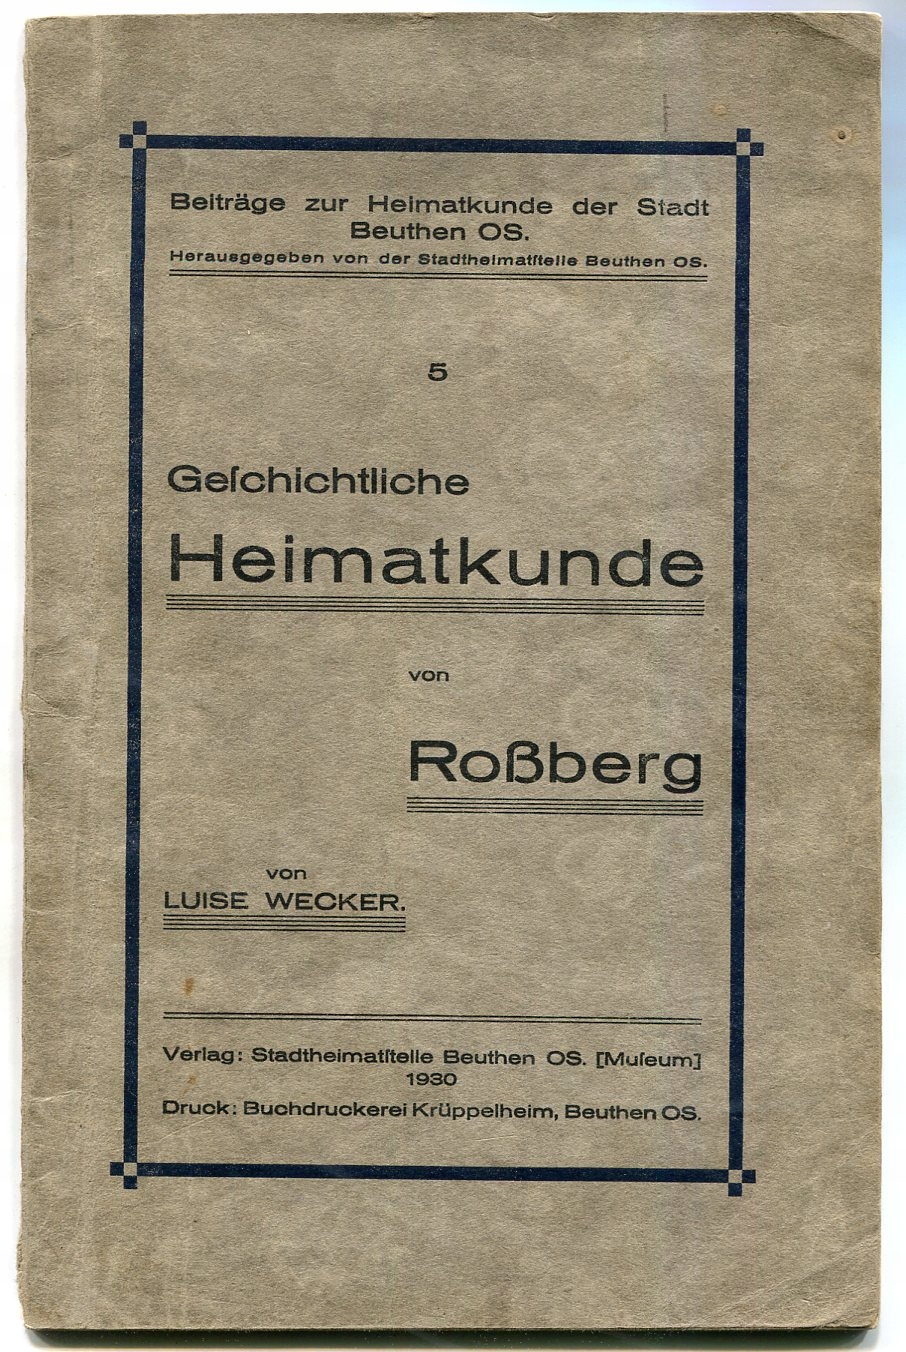 Beiträge zur Heimatkunde der Stadt
Beuthen OS.
Herausgegeben von der Stadtheimatſtelle Beuthen OS.
5
Geſchichtliche
Heimatkunde
von
Roßberg
von
LUISE WECKER.
Verlag: Stadtheimatſtelle Beuthen OS. [Muſeum]
1930
Druck: Buchdruckerei Krüppelheim, Beuthen OS.